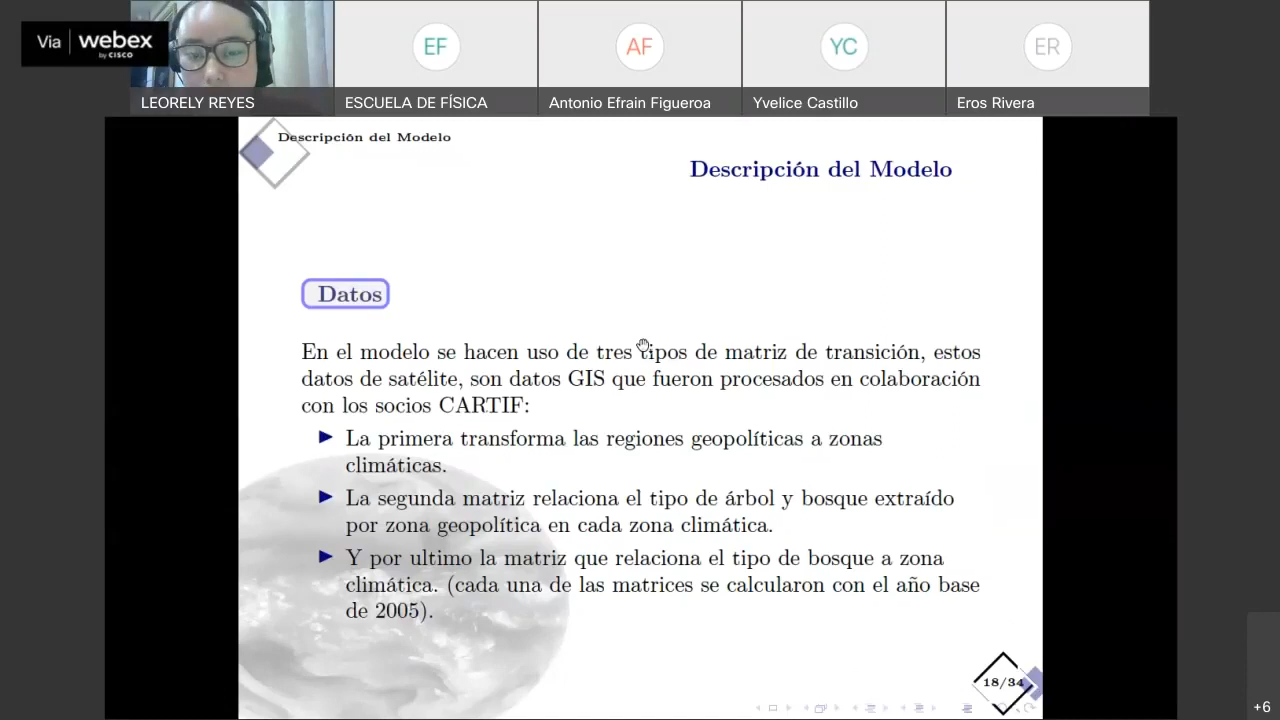 Via webex
by CISCO
EF
AF
YC
ER
LEORELY REYES
ESCUELA DE FÍSICA
Antonio Efrain Figueroa
Yvelice Castillo
Eros Rivera
Descripción del Modelo
Descripción del Modelo
Datos
En el modelo se hacen uso de tres tipos de matriz de transición, estos
datos de satélite, son datos GIS que fueron procesados en colaboración
con los socios CARTIF:
La primera transforma las regiones geopolíticas a zonas
climáticas.
La segunda matriz relaciona el tipo de árbol y bosque extraído
por zona geopolítica en cada zona climática.
Y por ultimo la matriz que relaciona el tipo de bosque a zona
climática. (cada una de las matrices se calcularon con el año base
de 2005).
18/34
+6